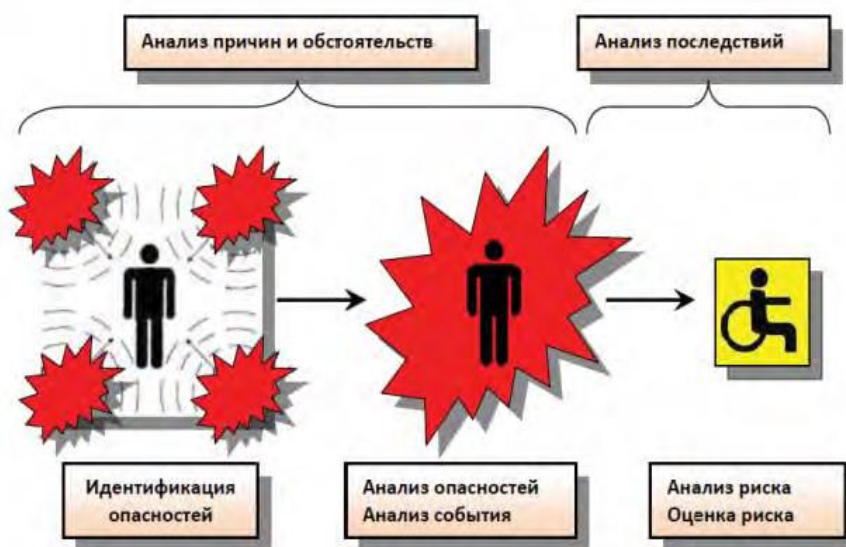 Анализ причин и обстоятельств
Анализ последствий
Идентификация
опасностей
Анализ опасностей
Анализ события
Анализ риска
Оценка риска